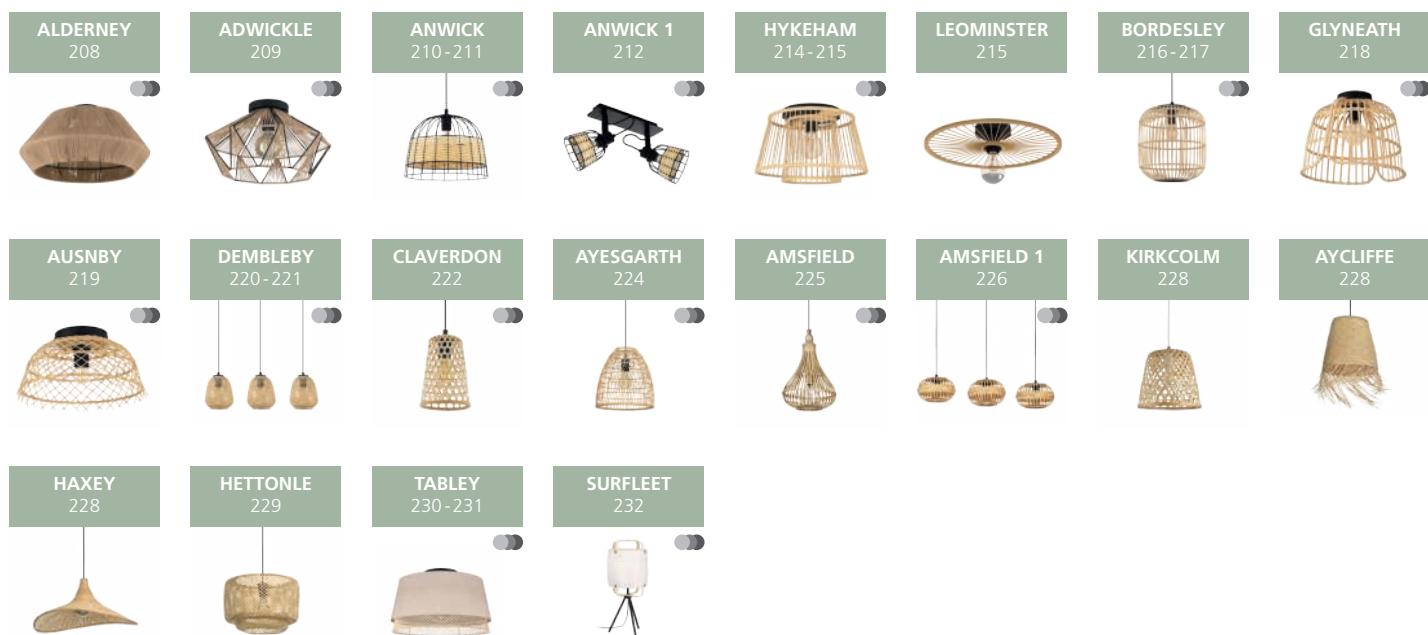 ALDERNEY
208
ADWICKLE
209
ANWICK
210-211
ANWICK 1
212
HYKEHAM
214-215
LEOMINSTER
215
BORDESLEY
216-217
GLYNEATH
218
AUSNBY
219
DEMBLEBY
220-221
CLAVERDON
222
AYESGARTH
224
AMSFIELD
225
AMSFIELD 1
226
KIRKCOLM
228
AYCLIFFE
228
HAXEY
228
HETTONLE
229
TABLEY
230-231
SURFLEET
232